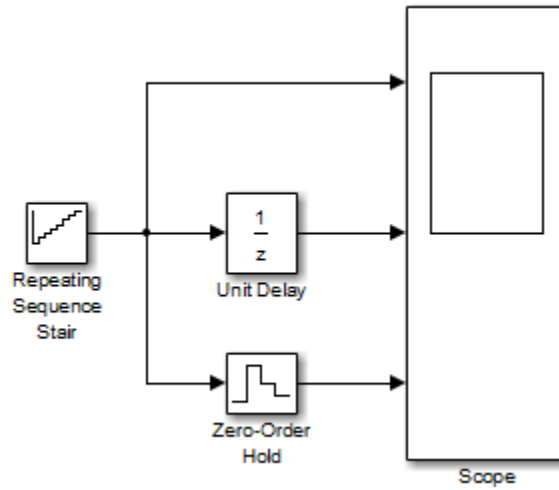 Repeating
Sequence
Stair
1
z
Unit Delay
Zero-Order
Hold
Scope